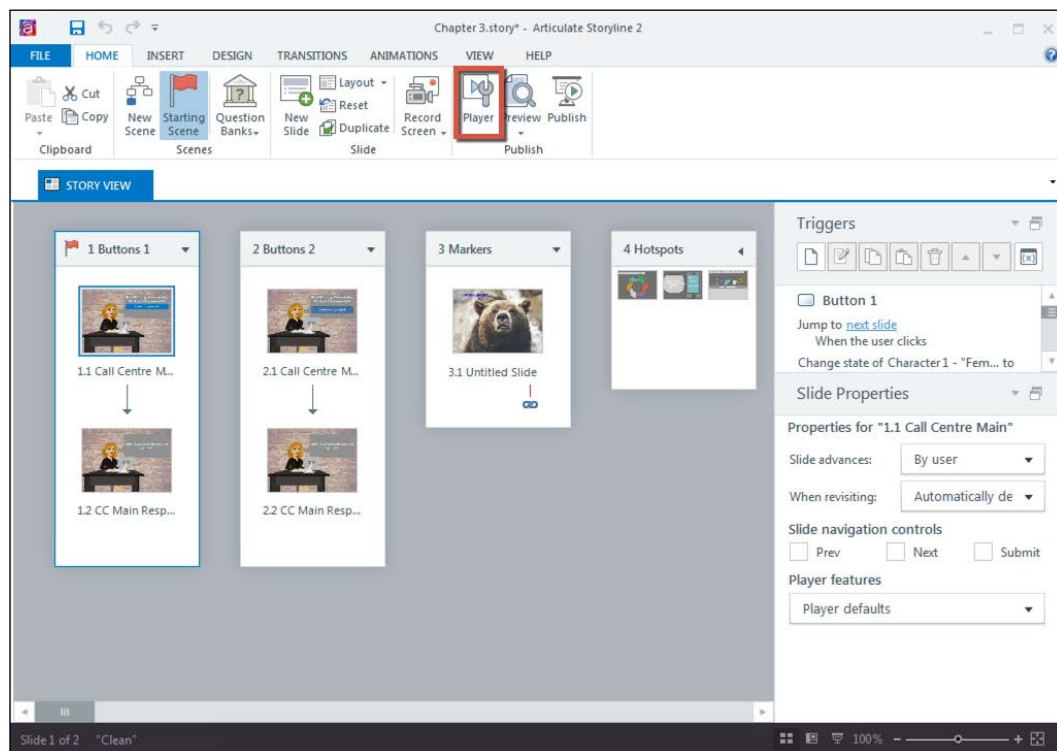 Chapter 3.story* - Articulate Storyline 2
FILE HOME INSERT DESIGN TRANSITIONS ANIMATIONS VIEW HELP
Paste
Cut
Copy
Clipboard
New Scene
Starting Scene
Question Banks
Scenes
New Slide
Layout
Reset
Duplicate
Record Screen
Slide
Player
Preview
Publish
Publish
STORY VIEW
1 Buttons 1
1.1 Call Centre M...
1.2 CC Main Resp...
2 Buttons 2
2.1 Call Centre M...
2.2 CC Main Resp...
3 Markers
3.1 Untitled Slide
4 Hotspots
Triggers
Button 1
Jump to next slide
When the user clicks
Change state of Character 1 - "Fem... to
Slide Properties
Properties for "1.1 Call Centre Main"
Slide advances: By user
When revisiting: Automatically de
Slide navigation controls
Prev Next Submit
Player features
Player defaults
Slide 1 of 2 "Clean" 100%